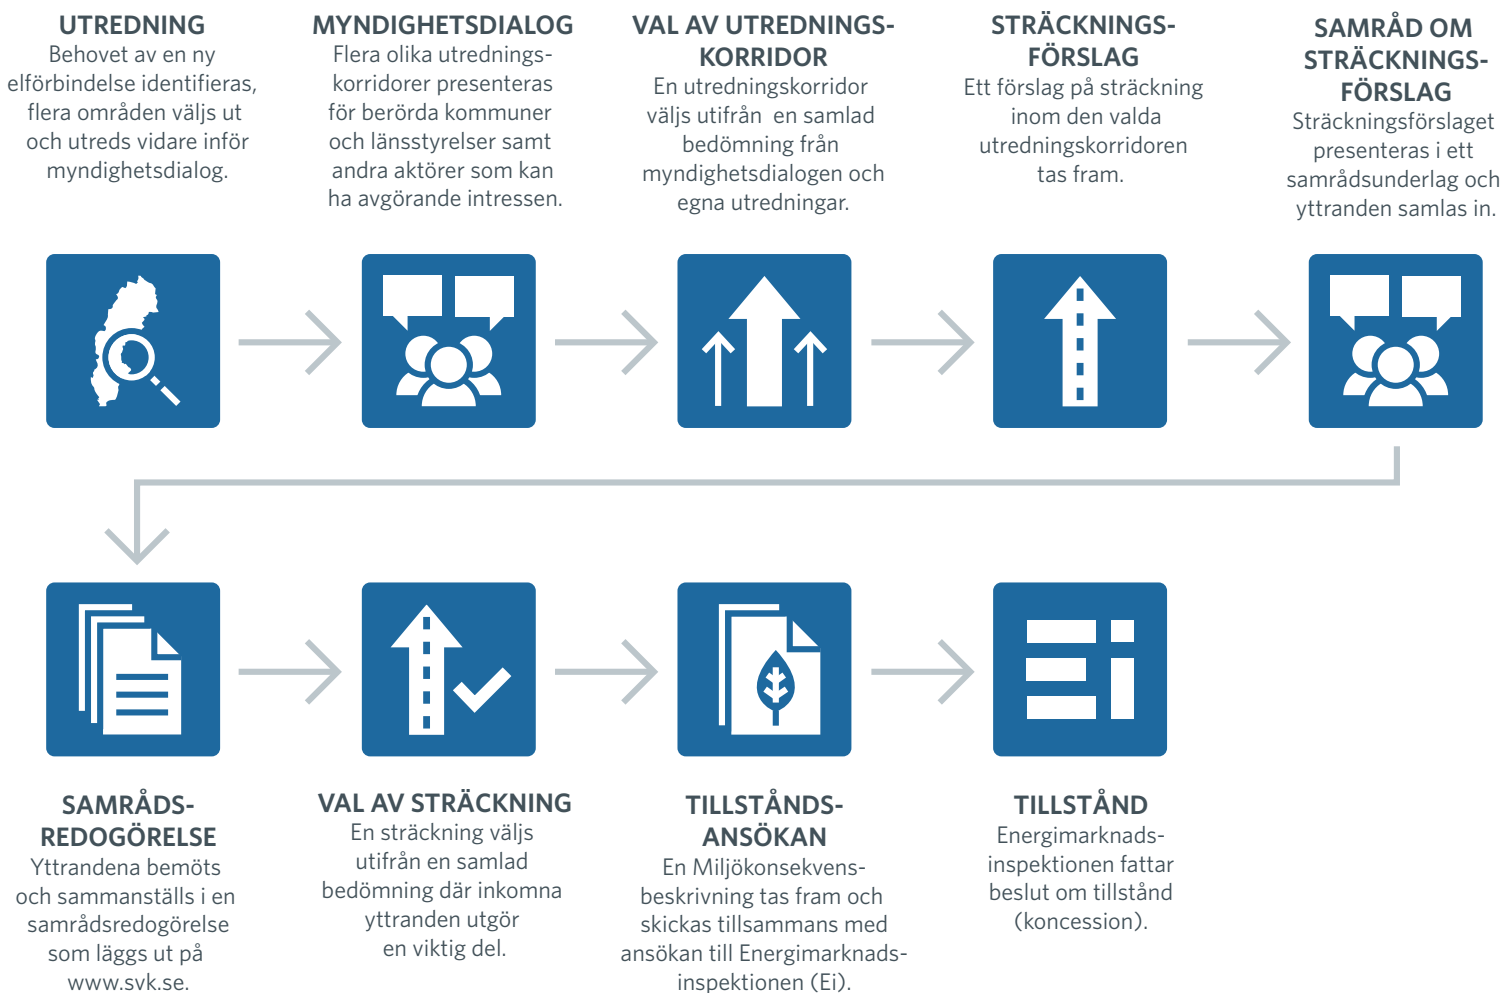 UTREDNING
Behovet av en ny
elförbindelse identifieras,
flera områden väljs ut
och utreds vidare inför
myndighetsdialog.
MYNDIGHETSDIALOG
Flera olika utrednings-
korridorer presenteras
för berörda kommuner
och länsstyrelser samt
andra aktörer som kan
ha avgörande intressen.
VAL AV UTREDNINGS-
KORRIDOR
En utredningskorridor
väljs utifrån en samlad
bedömning från
myndighetsdialogen och
egna utredningar.
STRÄCKNINGS-
FÖRSLAG
Ett förslag på sträckning
inom den valda
utredningskorridoren
tas fram.
SAMRÅD OM
STRÄCKNINGS-
FÖRSLAG
Sträckningsförslaget
presenteras i ett
samrådsunderlag och
yttranden samlas in.
SAMRÅDS-
REDOGÖRELSE
Yttrandena bemöts
och sammanställs i en
samrådsredogörelse
som läggs ut på
www.svk.se.
VAL AV STRÄCKNING
En sträckning väljs
utifrån en samlad
bedömning där inkomna
yttranden utgör
en viktig del.
TILLSTÅNDS-
ANSÖKAN
En Miljökonsekvens-
beskrivning tas fram och
skickas tillsammans med
ansökan till Energimarknads-
inspektionen (Ei).
Ei
TILLSTÅND
Energimarknads-
inspektionen fattar
beslut om tillstånd
(koncession).